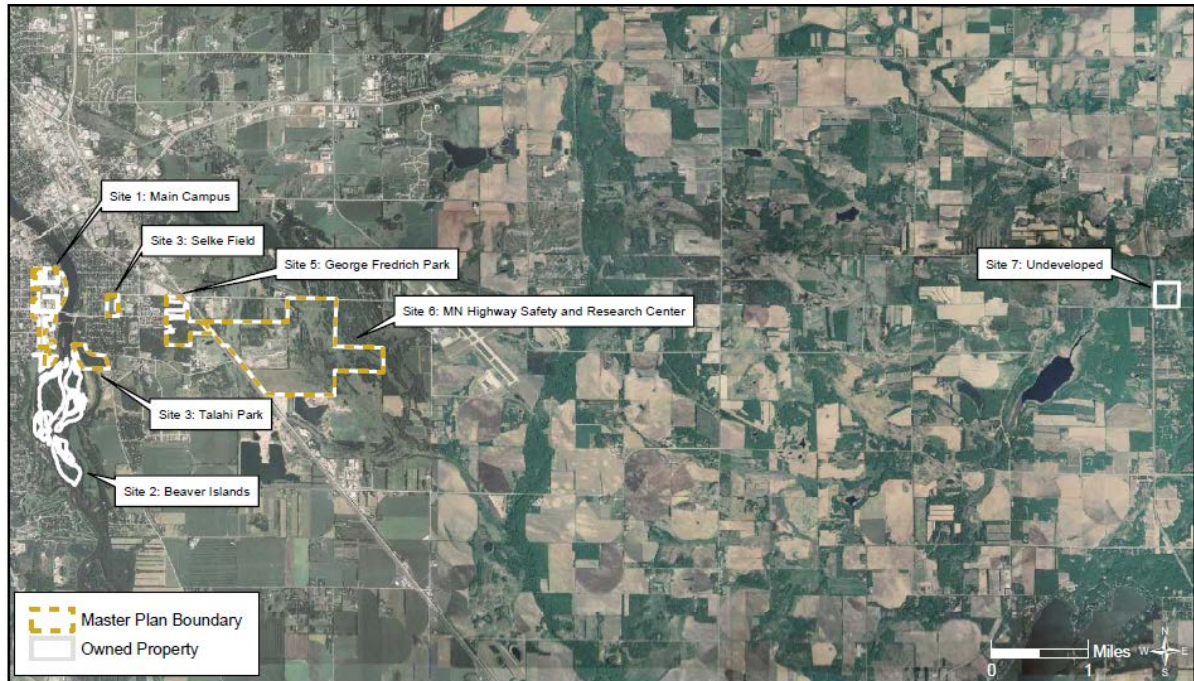 Site 1: Main Campus
Site 3: Selke Field
Site 5: George Fredrich Park
Site 7: Undeveloped
Site 6: MN Highway Safety and Research Center
Site 3: Talahi Park
Site 2: Beaver Islands
Master Plan Boundary
Owned Property
Miles
0 1
N
W E
S